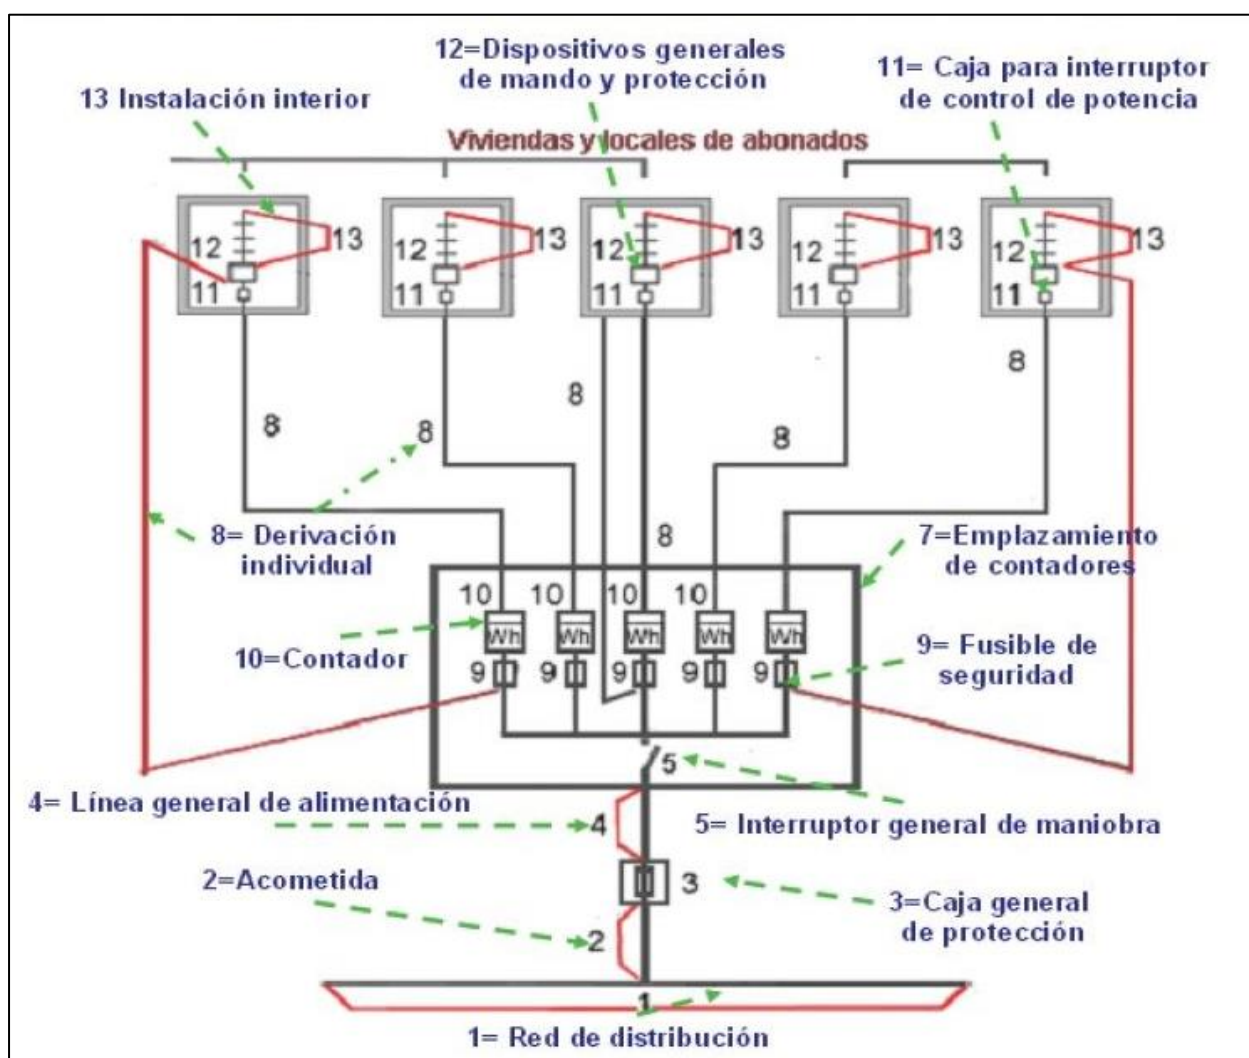 12=Dispositivos generales
de mando y protección
11= Caja para interruptor
de control de potencia
13 Instalación interior
Viviendas y locales de abonados
12 13 12 13 12 13 12 13 12 13
11 11 11 11 11
8 8 8 8 8
8= Derivación
individual
8
7=Emplazamiento
de contadores
10 10 10 10
Wh Wh Wh Wh Wh
10=Contador
9 9 9 9 9
9= Fusible de
seguridad
5
4= Línea general de alimentación
4
5= Interruptor general de maniobra
2=Acometida
3
3=Caja general
de protección
2
1
1= Red de distribución